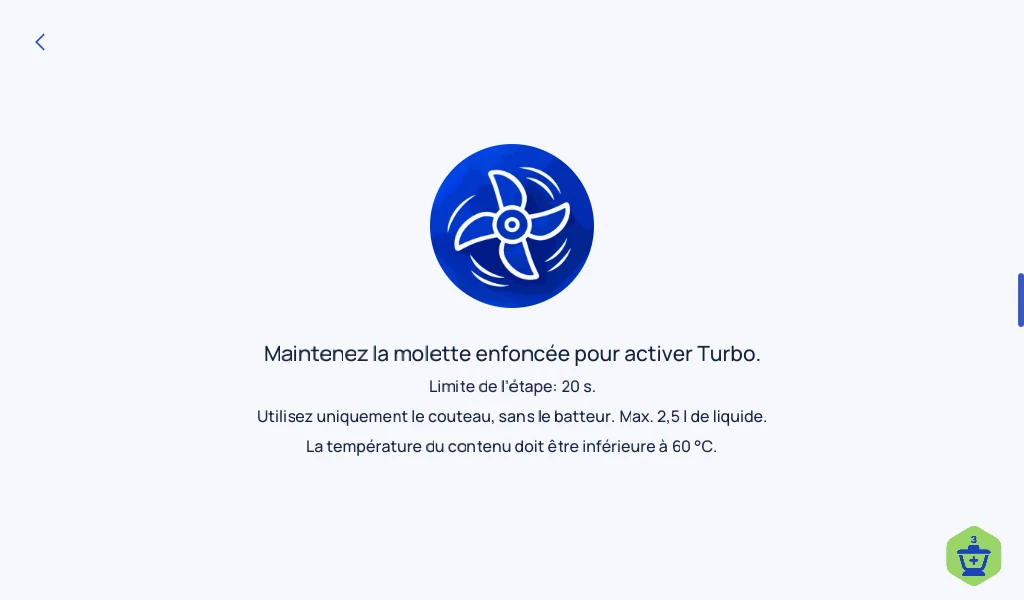 Maintenez la molette enfoncée pour activer Turbo.
Limite de l'étape: 20 s.
Utilisez uniquement le couteau, sans le batteur. Max. 2,5 l de liquide.
La température du contenu doit être inférieure à 60 °C.
3